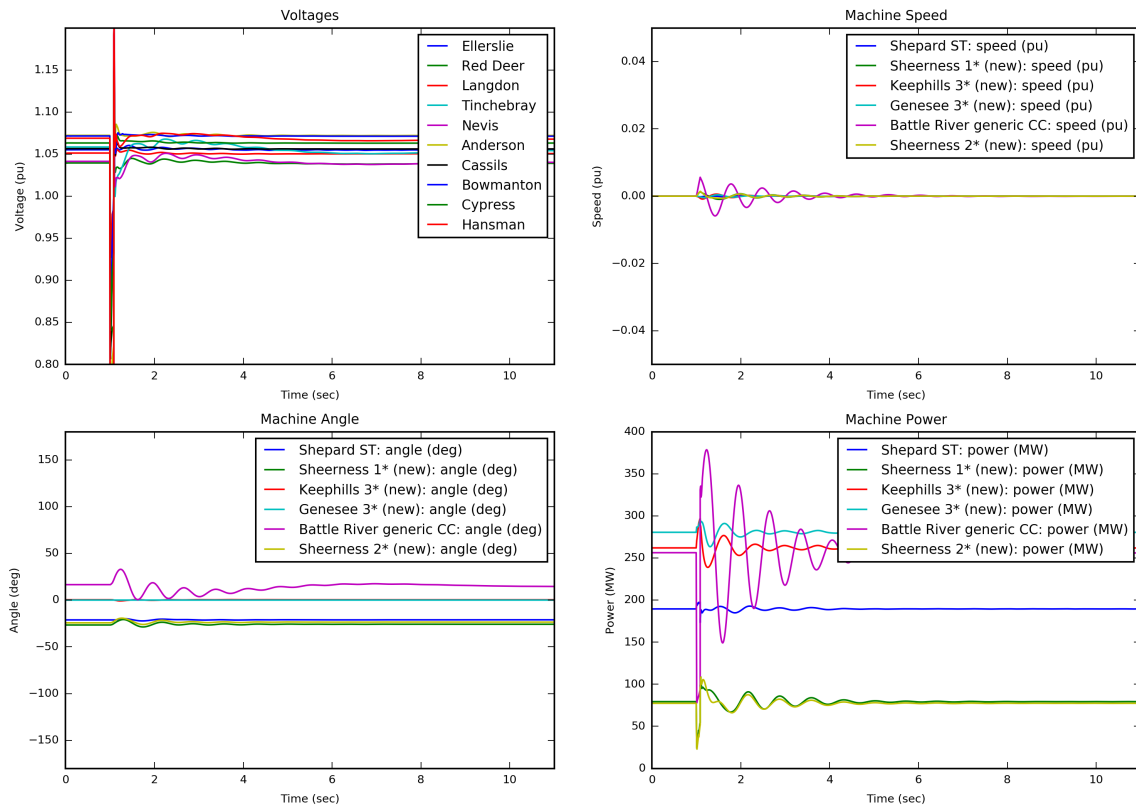 Voltages
1.15
1.10
1.05
1.00
0.95
0.90
0.85
0.80
Voltage (pu)
0 2 4 6 8 10
Time (sec)
Ellerslie
Red Deer
Langdon
Tinchebray
Nevis
Anderson
Cassils
Bowmanton
Cypress
Hansman
Machine Speed
0.04
0.02
0.00
−0.02
−0.04
Speed (pu)
0 2 4 6 8 10
Time (sec)
Shepard ST: speed (pu)
Sheerness 1* (new): speed (pu)
Keephills 3* (new): speed (pu)
Genesee 3* (new): speed (pu)
Battle River generic CC: speed (pu)
Sheerness 2* (new): speed (pu)
Machine Angle
150
100
50
0
−50
−100
−150
Angle (deg)
0 2 4 6 8 10
Time (sec)
Shepard ST: angle (deg)
Sheerness 1* (new): angle (deg)
Keephills 3* (new): angle (deg)
Genesee 3* (new): angle (deg)
Battle River generic CC: angle (deg)
Sheerness 2* (new): angle (deg)
Machine Power
400
350
300
250
200
150
100
50
0
Power (MW)
0 2 4 6 8 10
Time (sec)
Shepard ST: power (MW)
Sheerness 1* (new): power (MW)
Keephills 3* (new): power (MW)
Genesee 3* (new): power (MW)
Battle River generic CC: power (MW)
Sheerness 2* (new): power (MW)